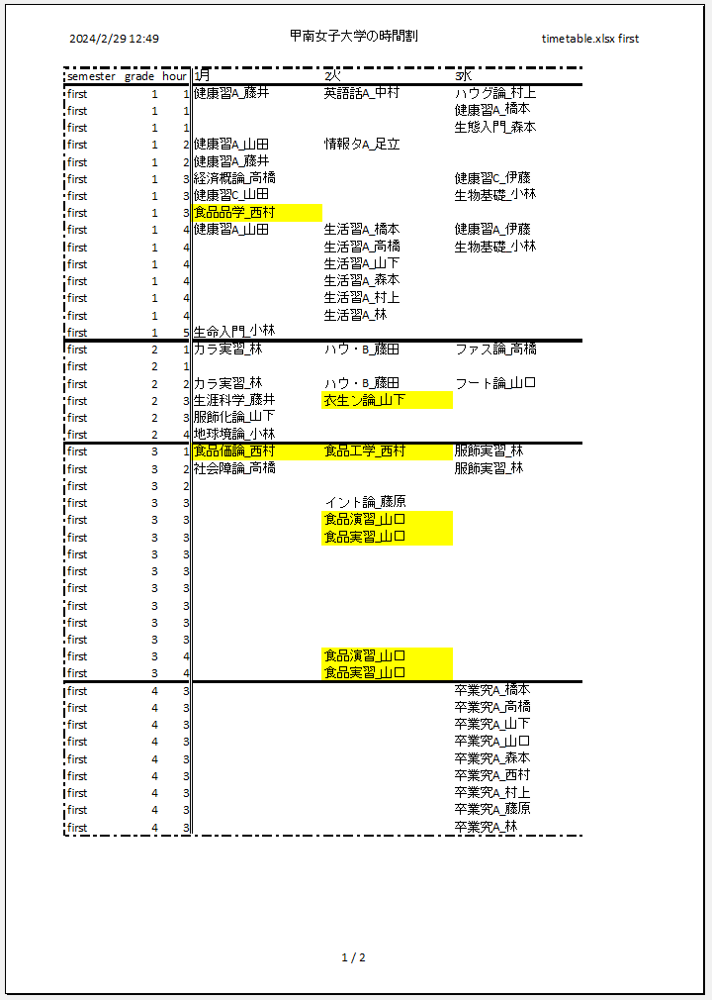 2024/2/29 12:49 甲南女子大学の時間割 timetable.xlsx first
semester grade hour 1月 2火 3水
first 1 1 健康習A_藤井 英語話A_中村 ハウグ論_村上
first 1 1 健康習A_橋本
first 1 1 生態入門_森本
first 1 2 健康習A_山田 情報タA_足立
first 1 2 健康習A_藤井
first 1 3 経済概論_高橋 健康習C_伊藤
first 1 3 健康習C_山田 生物基礎_小林
first 1 3 食品品学_西村
first 1 4 健康習A_山田 生活習A_橋本 健康習A_伊藤
first 1 4 生活習A_高橋 生物基礎_小林
first 1 4 生活習A_山下
first 1 4 生活習A_森本
first 1 4 生活習A_村上
first 1 4 生活習A_林
first 1 5 生命入門_小林
first 2 1 カラ実習_林 ハウ・B_藤田 ファス論_高橋
first 2 1
first 2 2 カラ実習_林 ハウ・B_藤田 フート論_山口
first 2 3 生涯科学_藤井 衣生ン論_山下
first 2 3 服飾化論_山下
first 2 4 地球境論_小林
first 3 1 食品価論_西村 食品工学_西村 服飾実習_林
first 3 2 社会障論_高橋 服飾実習_林
first 3 2
first 3 3 イント論_藤原
first 3 3 食品演習_山口
first 3 3 食品実習_山口
first 3 3
first 3 3
first 3 3
first 3 3
first 3 3
first 3 3
first 3 4 食品演習_山口
first 3 4 食品実習_山口
first 4 3 卒業究A_橋本
first 4 3 卒業究A_高橋
first 4 3 卒業究A_山下
first 4 3 卒業究A_山口
first 4 3 卒業究A_森本
first 4 3 卒業究A_西村
first 4 3 卒業究A_村上
first 4 3 卒業究A_藤原
first 4 3 卒業究A_林
1 / 2